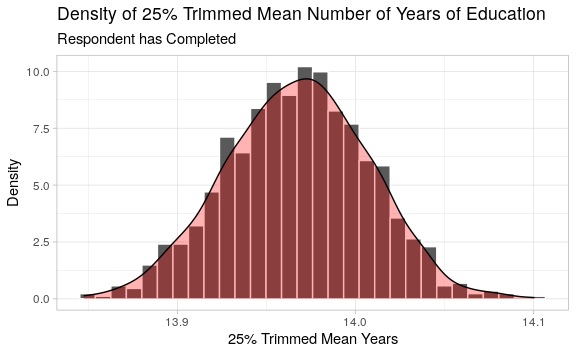 Density of 25% Trimmed Mean Number of Years of Education
Respondent has Completed
10.0
7.5
5.0
2.5
0.0
Density
13.9 14.0 14.1
25% Trimmed Mean Years